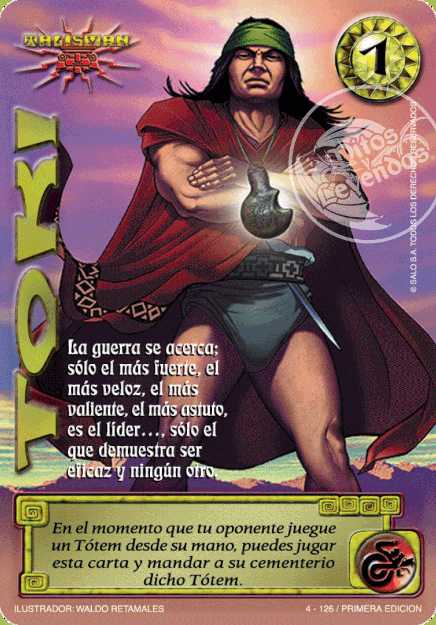 TALISMAN
1
TOKI
Mitos y
Leyendas
© SALO S.A. TODOS LOS DERECHOS RESERVADOS
La guerra se acerca;
sólo el más fuerte, el
más veloz, el más
valiente, el más astuto,
es el líder..., sólo el
que demuestra ser
eficaz y ningún otro.
En el momento que tu oponente juegue
un Tótem desde su mano, puedes jugar
esta carta y mandar a su cementerio
dicho Tótem.
ILUSTRADOR: WALDO RETAMALES
4 - 126 / PRIMERA EDICION